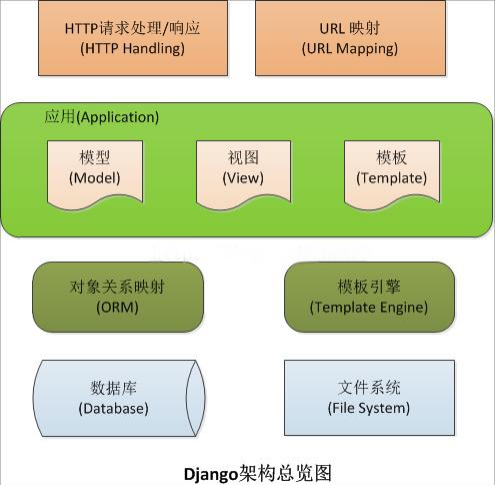 HTTP请求处理/响应
(HTTP Handling)
URL 映射
(URL Mapping)
应用(Application)
模型
(Model)
视图
(View)
模板
(Template)
对象关系映射
(ORM)
模板引擎
(Template Engine)
数据库
(Database)
文件系统
(File System)
Django架构总览图